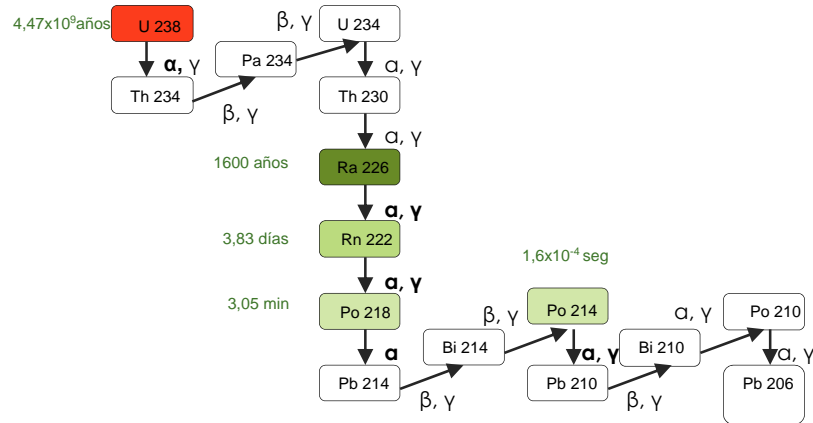 4,47x10⁹años
U 238
β, γ
U 234
Pa 234
α, γ
α, γ
Th 234
β, γ
Th 230
α, γ
1600 años
Ra 226
α, γ
3,83 días
Rn 222
1,6x10⁻⁴ seg
α, γ
3,05 min
Po 218
β, γ
Po 214
α, γ
Po 210
α
Bi 214
α, γ
Bi 210
α, γ
Pb 214
β, γ
Pb 210
β, γ
Pb 206